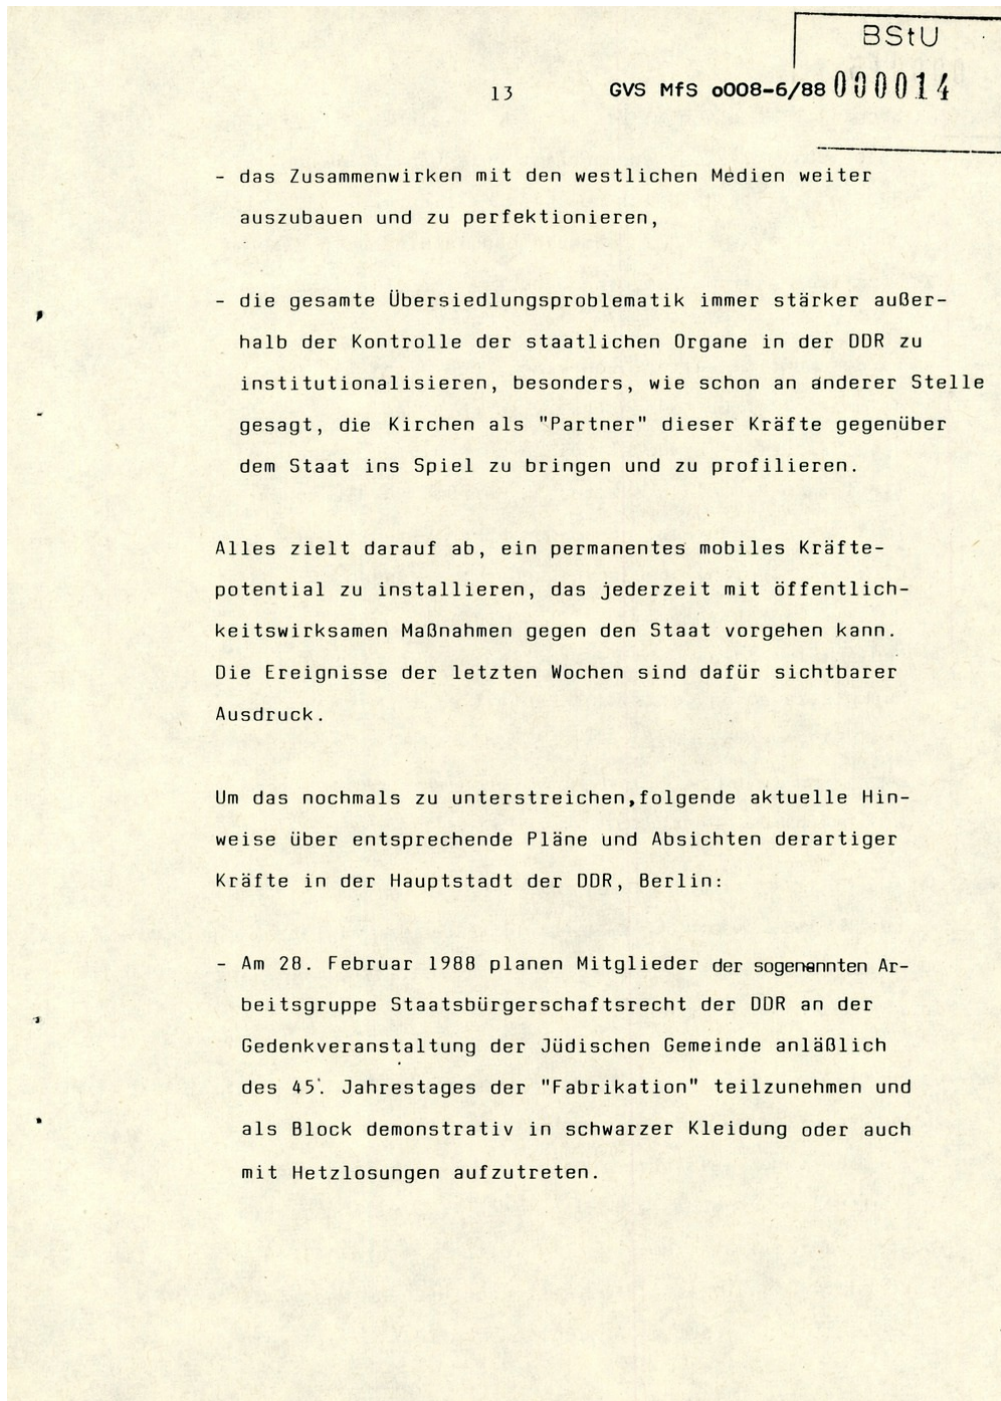 BStU
13 GVS MfS o008-6/88 000014
- das Zusammenwirken mit den westlichen Medien weiter
auszubauen und zu perfektionieren,
- die gesamte Übersiedlungsproblematik immer stärker außer-
halb der Kontrolle der staatlichen Organe in der DDR zu
institutionalisieren, besonders, wie schon an anderer Stelle
gesagt, die Kirchen als "Partner" dieser Kräfte gegenüber
dem Staat ins Spiel zu bringen und zu profilieren.
Alles zielt darauf ab, ein permanentes mobiles Kräfte-
potential zu installieren, das jederzeit mit öffentlich-
keitswirksamen Maßnahmen gegen den Staat vorgehen kann.
Die Ereignisse der letzten Wochen sind dafür sichtbarer
Ausdruck.
Um das nochmals zu unterstreichen,folgende aktuelle Hin-
weise über entsprechende Pläne und Absichten derartiger
Kräfte in der Hauptstadt der DDR, Berlin:
- Am 28. Februar 1988 planen Mitglieder der sogenannten Ar-
beitsgruppe Staatsbürgerschaftsrecht der DDR an der
Gedenkveranstaltung der Jüdischen Gemeinde anläßlich
des 45. Jahrestages der "Fabrikation" teilzunehmen und
als Block demonstrativ in schwarzer Kleidung oder auch
mit Hetzlosungen aufzutreten.